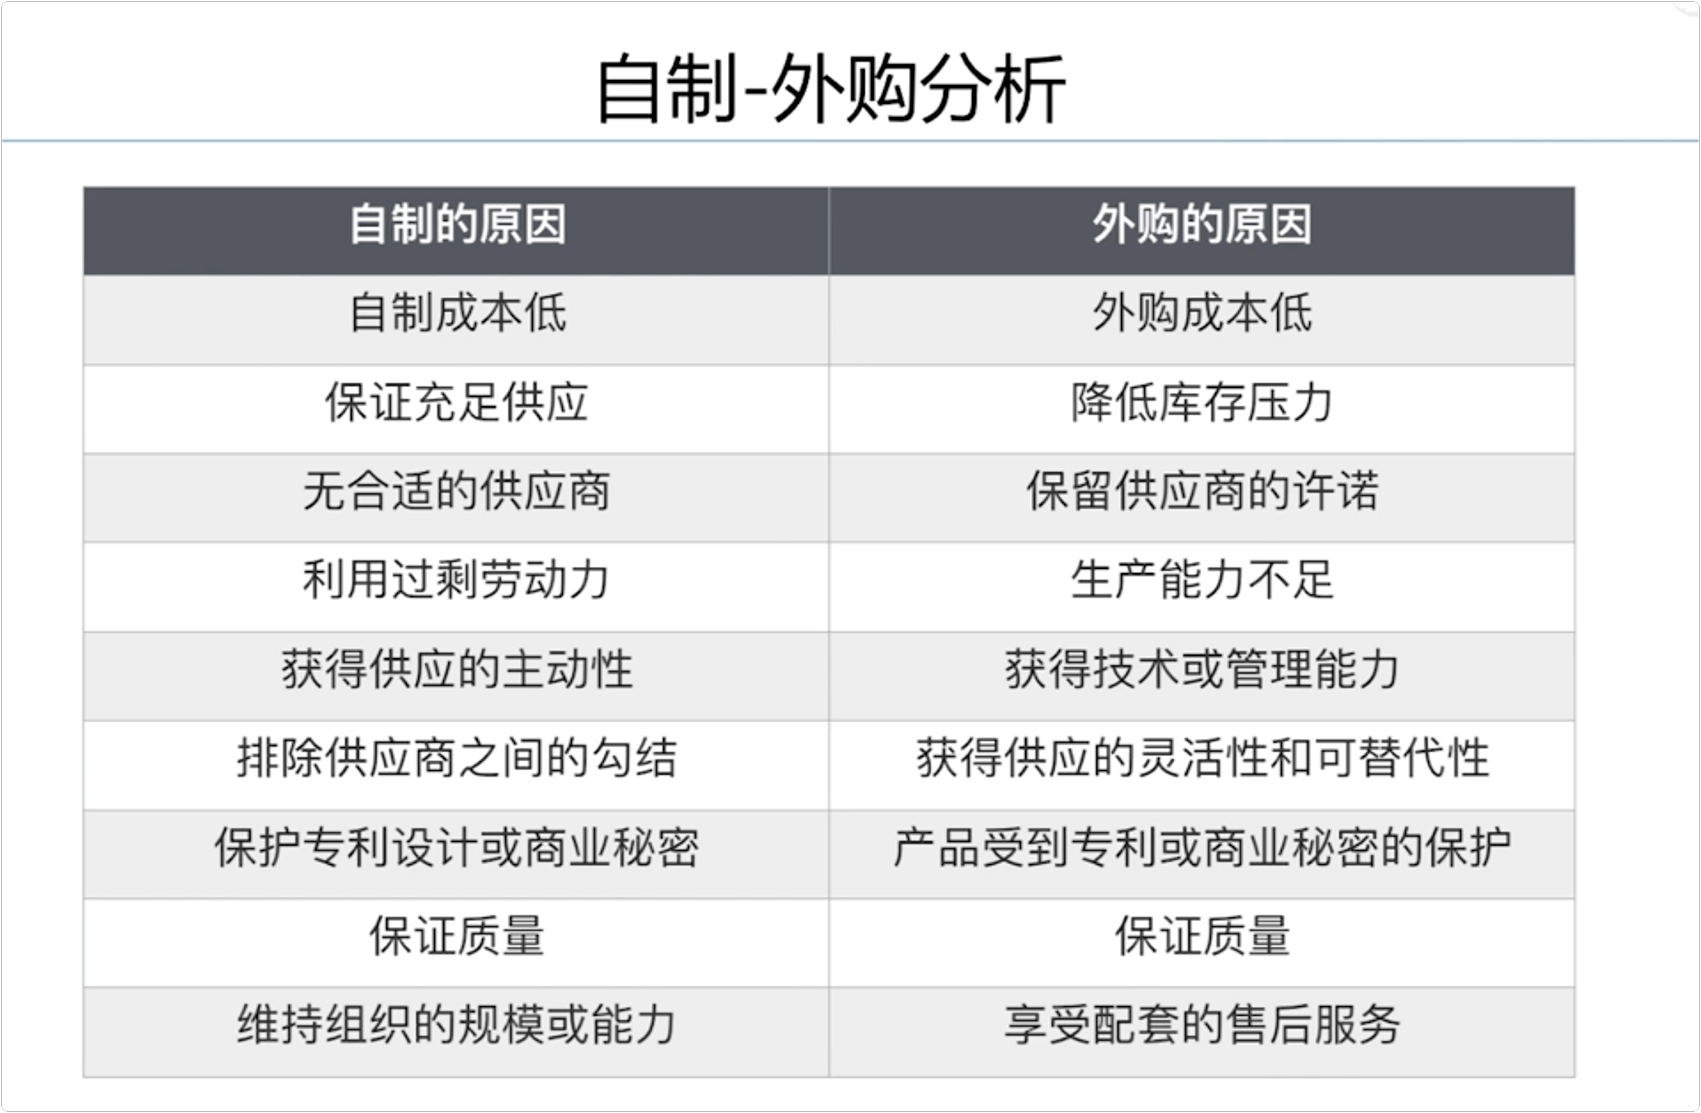 自制-外购分析
自制的原因 外购的原因
自制成本低 外购成本低
保证充足供应 降低库存压力
无合适的供应商 保留供应商的许诺
利用过剩劳动力 生产能力不足
获得供应的主动性 获得技术或管理能力
排除供应商之间的勾结 获得供应的灵活性和可替代性
保护专利设计或商业秘密 产品受到专利或商业秘密的保护
保证质量 保证质量
维持组织的规模或能力 享受配套的售后服务